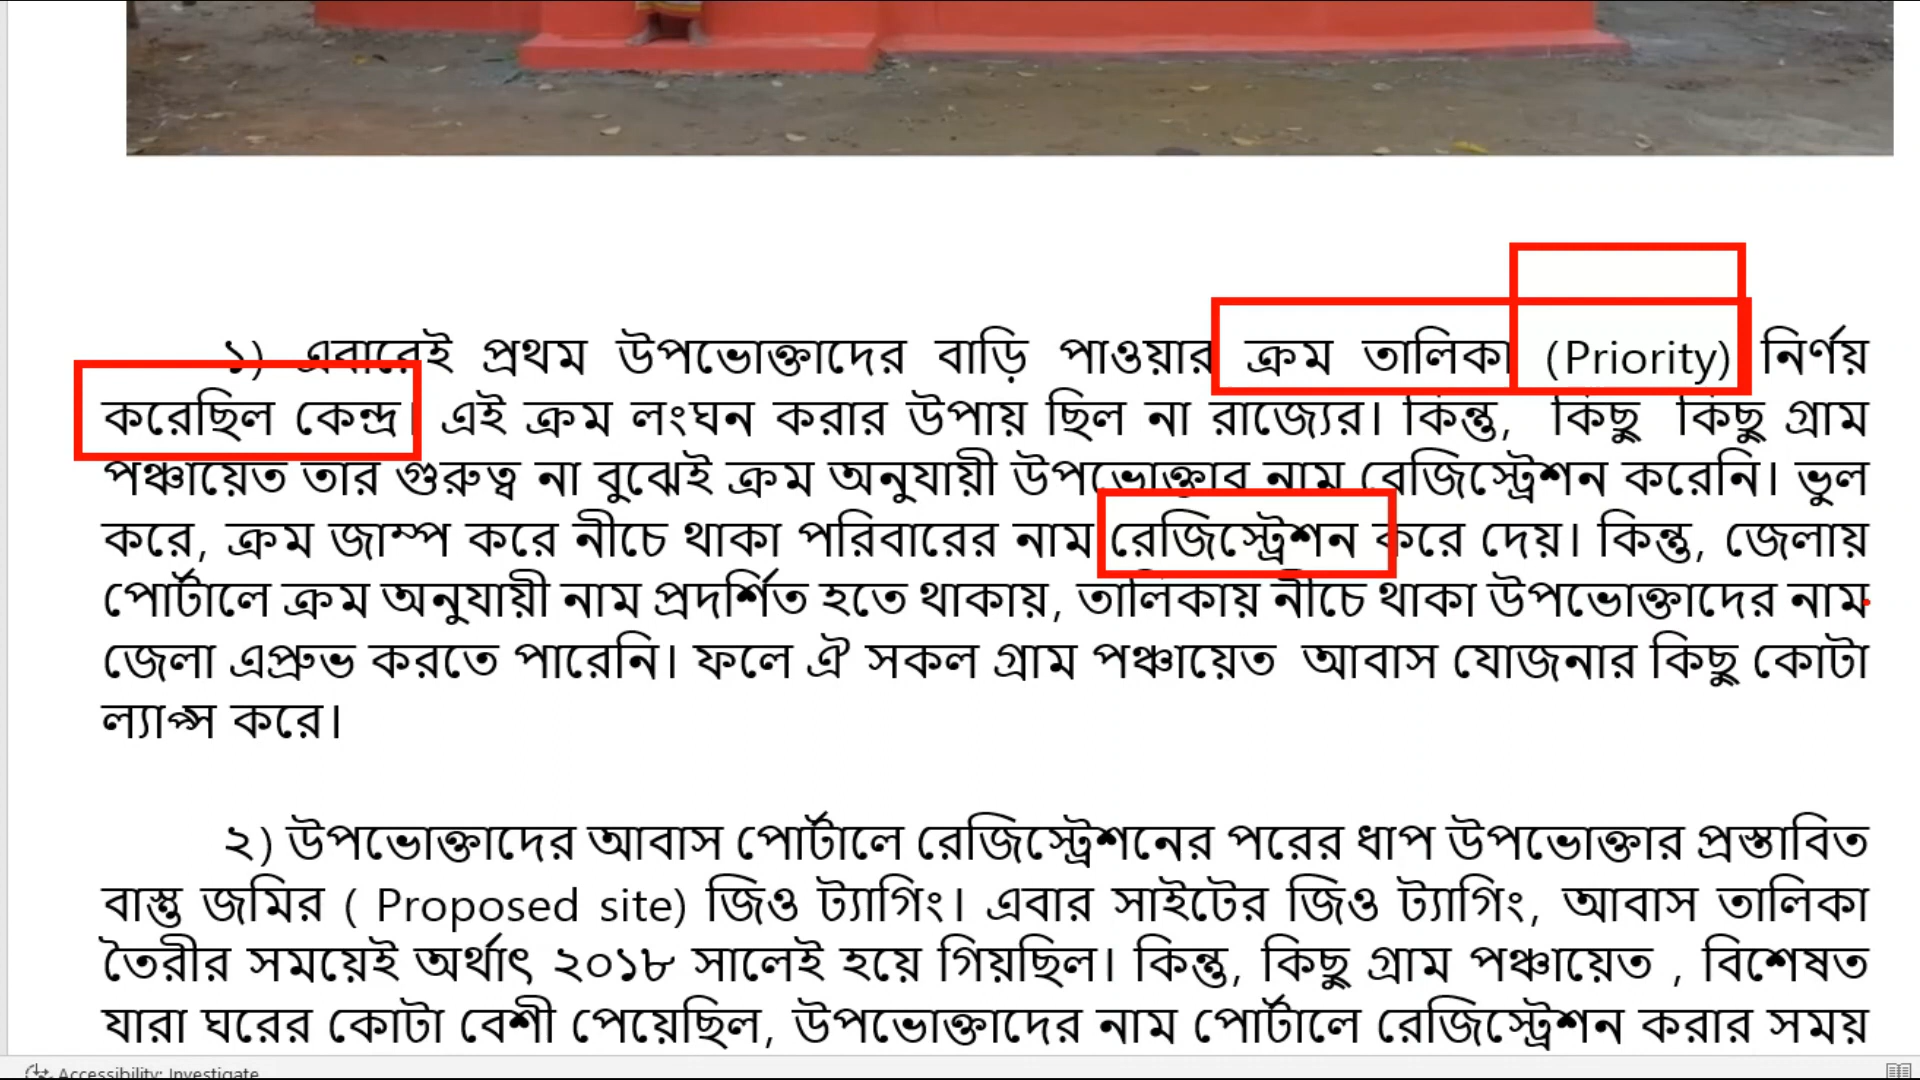 ১) এবারেই প্রথম উপভোক্তাদের বাড়ি পাওয়ার ক্রম তালিকা (Priority) নির্ণয়
করেছিল কেন্দ্র। এই ক্রম লংঘন করার উপায় ছিল না রাজ্যের। কিন্তু, কিছু কিছু গ্রাম
পঞ্চায়েত তার গুরুত্ব না বুঝেই ক্রম অনুযায়ী উপভোক্তার নাম রেজিস্ট্রেশন করেনি। ভুল
করে, ক্রম জাম্প করে নীচে থাকা পরিবারের নাম রেজিস্ট্রেশন করে দেয়। কিন্তু, জেলায়
পোর্টালে ক্রম অনুযায়ী নাম প্রদর্শিত হতে থাকায়, তালিকায় নীচে থাকা উপভোক্তাদের নাম
জেলা এপ্রুভ করতে পারেনি। ফলে ঐ সকল গ্রাম পঞ্চায়েত আবাস যোজনার কিছু কোটা
ল্যাপ্স করে।
২) উপভোক্তাদের আবাস পোর্টালে রেজিস্ট্রেশনের পরের ধাপ উপভোক্তার প্রস্তাবিত
বাস্তু জমির ( Proposed site) জিও ট্যাগিং। এবার সাইটের জিও ট্যাগিং, আবাস তালিকা
তৈরীর সময়েই অর্থাৎ ২০১৮ সালেই হয়ে গিয়ছিল। কিন্তু, কিছু গ্রাম পঞ্চায়েত , বিশেষত
যারা ঘরের কোটা বেশী পেয়েছিল, উপভোক্তাদের নাম পোর্টালে রেজিস্ট্রেশন করার সময়
Accessibility: Investigate